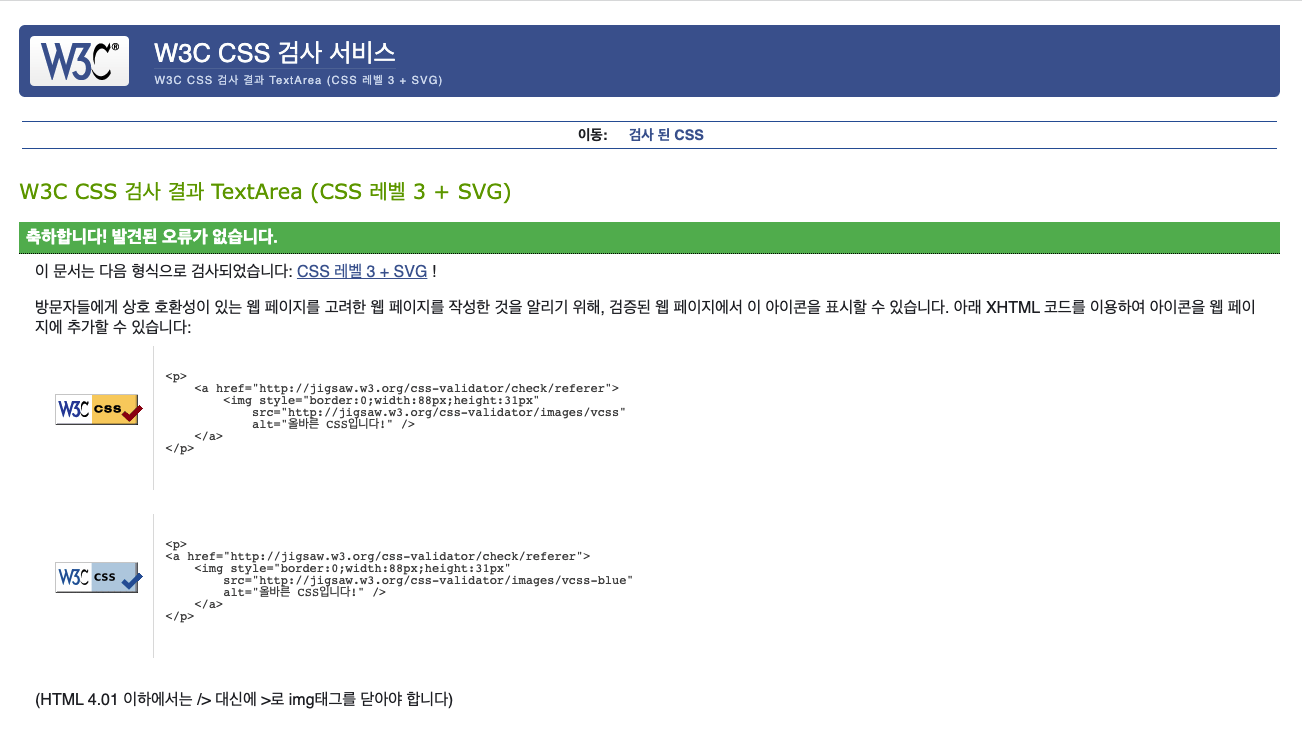 W3C®
W3C CSS 검사 서비스
W3C CSS 검사 결과 TextArea (CSS 레벨 3 + SVG)
이동: 검사 된 CSS
W3C CSS 검사 결과 TextArea (CSS 레벨 3 + SVG)
축하합니다! 발견된 오류가 없습니다.
이 문서는 다음 형식으로 검사되었습니다: CSS 레벨 3 + SVG !
방문자들에게 상호 호환성이 있는 웹 페이지를 고려한 웹 페이지를 작성한 것을 알리기 위해, 검증된 웹 페이지에서 이 아이콘을 표시할 수 있습니다. 아래 XHTML 코드를 이용하여 아이콘을 웹 페이
지에 추가할 수 있습니다:
W3C CSS
<p>
    <a href="http://jigsaw.w3.org/css-validator/check/referer">
        <img style="border:0;width:88px;height:31px"
            src="http://jigsaw.w3.org/css-validator/images/vcss"
            alt="올바른 CSS입니다!" />
    </a>
</p>
W3C CSS
<p>
<a href="http://jigsaw.w3.org/css-validator/check/referer">
    <img style="border:0;width:88px;height:31px"
        src="http://jigsaw.w3.org/css-validator/images/vcss-blue"
        alt="올바른 CSS입니다!" />
    </a>
</p>
(HTML 4.01 이하에서는 /> 대신에 >로 img태그를 닫아야 합니다)